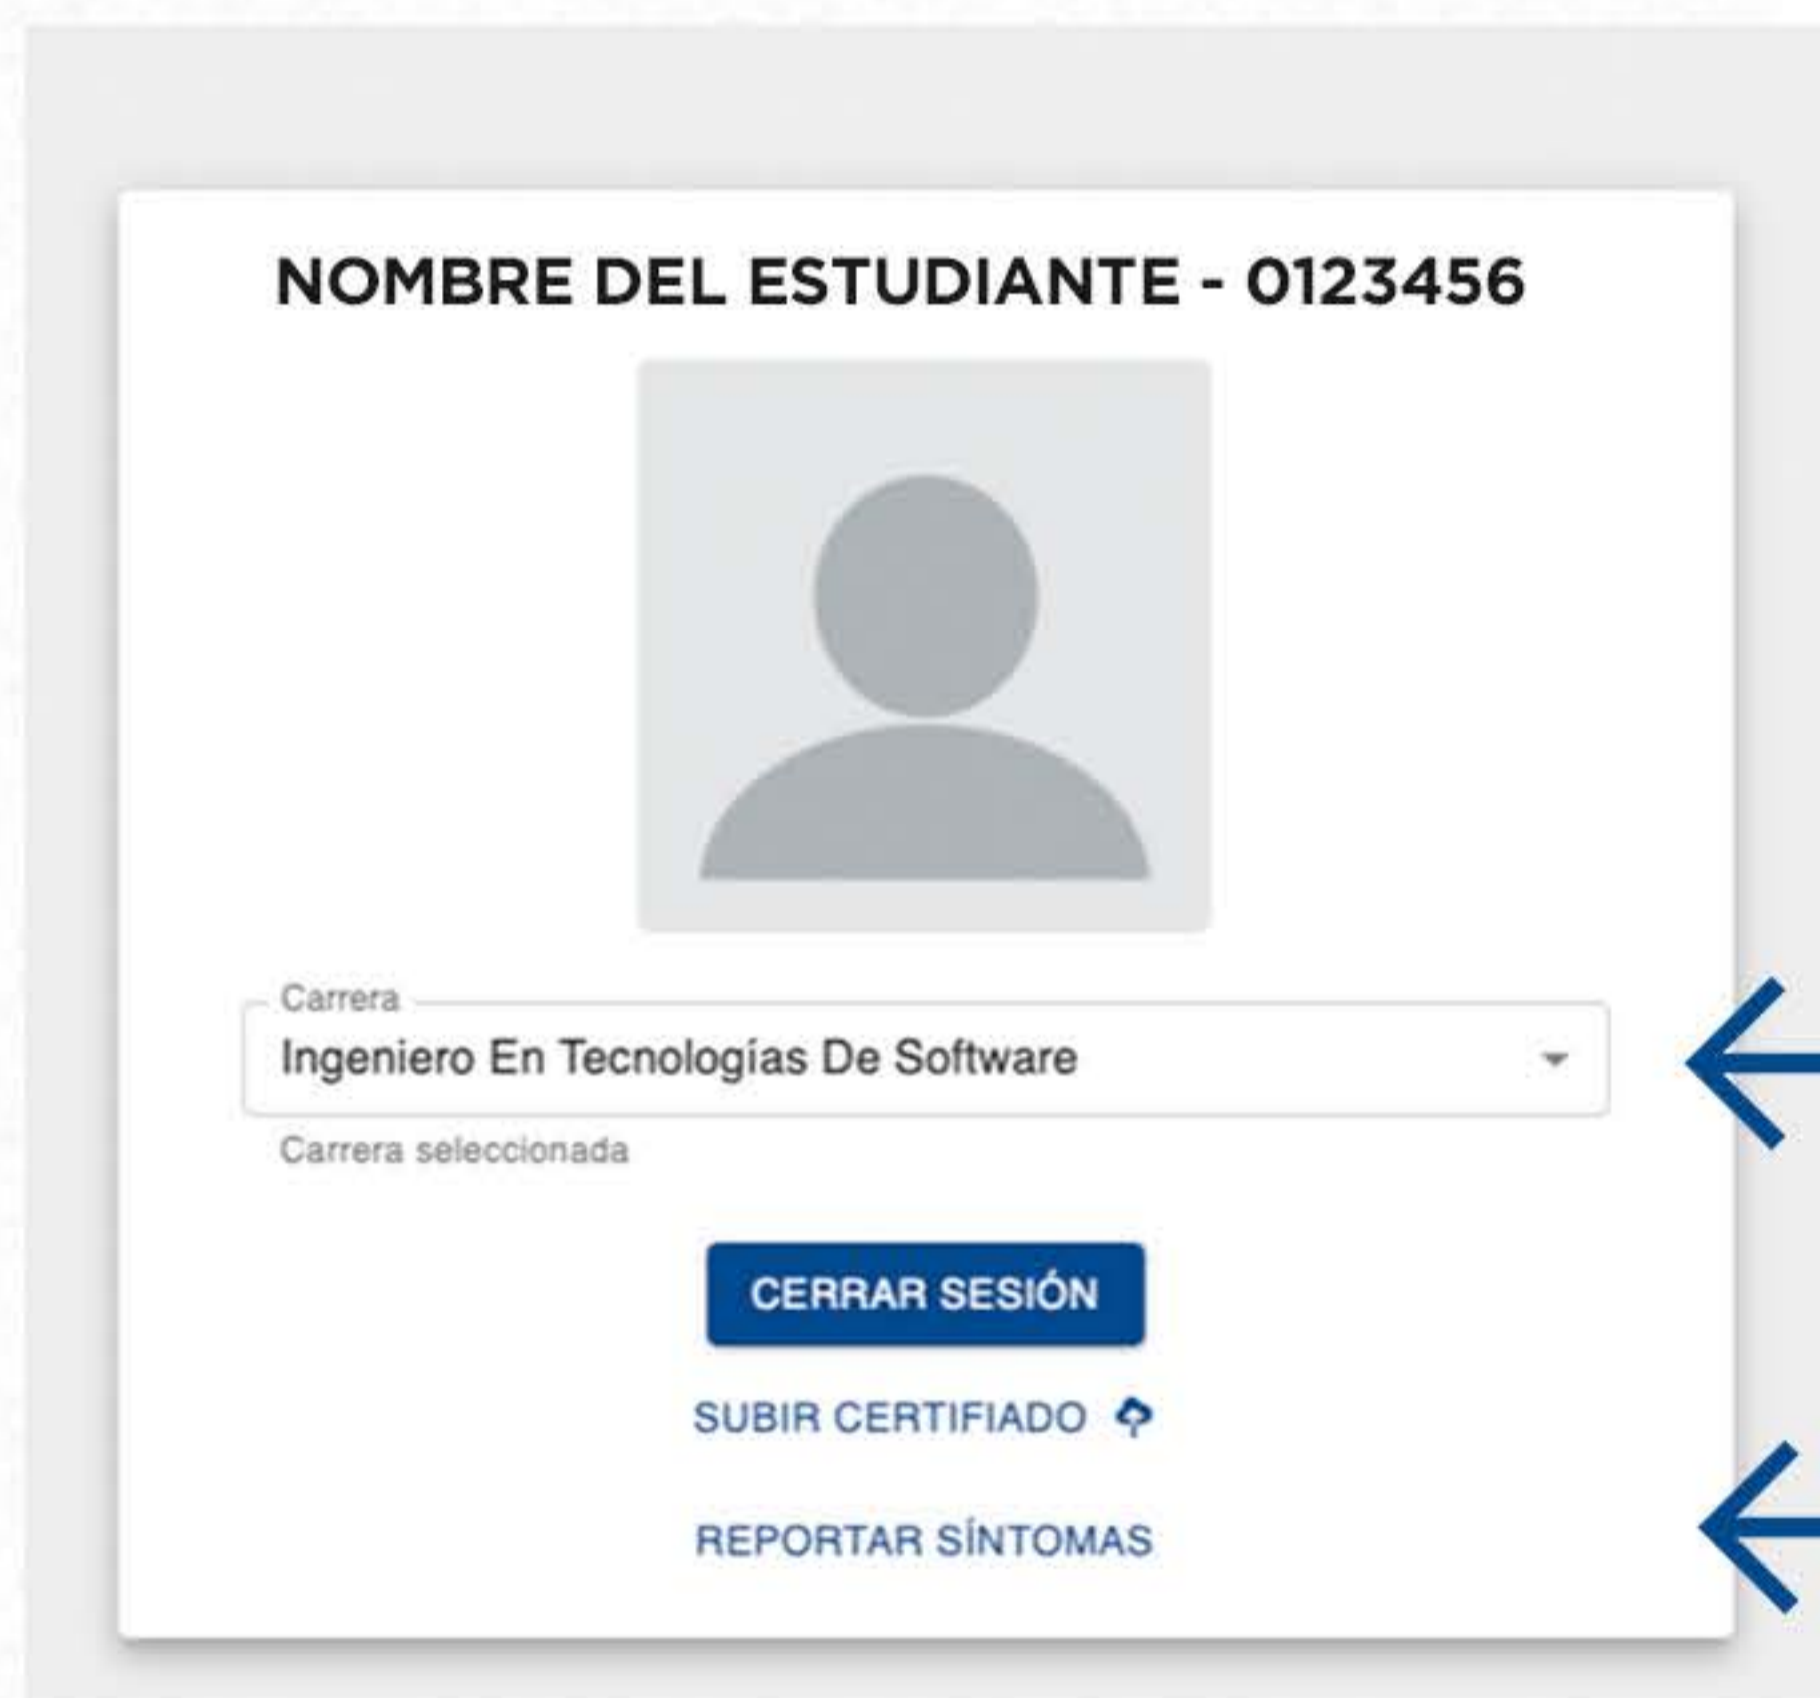 NOMBRE DEL ESTUDIANTE - 0123456
Carrera
Ingeniero En Tecnologías De Software
Carrera seleccionada
CERRAR SESIÓN
SUBIR CERTIFIADO
REPORTAR SÍNTOMAS